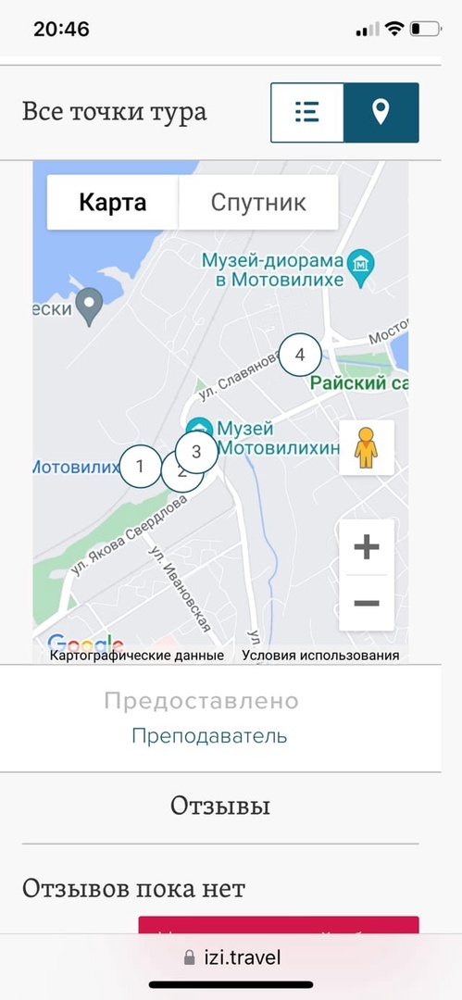 20:46
Все точки тура
Карта
Спутник
Музей-диорама
в Мотовилихе
ески
4
ул. Славянова
Райский са
Музей
Мотовилихин
3
1
2
Мотовилих
ул. Якова Свердлова
ул. Ивановская
ул
Google
Картографические данные
Условия использования
Предоставлено
Преподаватель
Отзывы
Отзывов пока нет
izi.travel